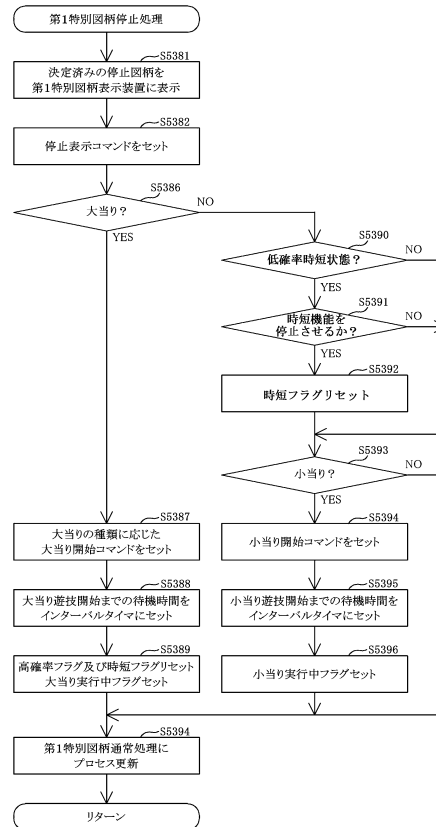 第1特別図柄停止処理
S5381
決定済みの停止図柄を
第1特別図柄表示装置に表示
S5382
停止表示コマンドをセット
S5386
大当り？
NO
YES
S5390
低確率時短状態？
NO
YES
S5391
時短機能を
停止させるか？
NO
YES
S5392
時短フラグリセット
S5393
小当り？
NO
YES
S5387
大当りの種類に応じた
大当り開始コマンドをセット
S5394
小当り開始コマンドをセット
S5388
大当り遊技開始までの待機時間を
インターバルタイマにセット
S5395
小当り遊技開始までの待機時間を
インターバルタイマにセット
S5389
高確率フラグ及び時短フラグリセット
大当り実行中フラグセット
S5396
小当り実行中フラグセット
S5394
第1特別図柄通常処理に
プロセス更新
リターン